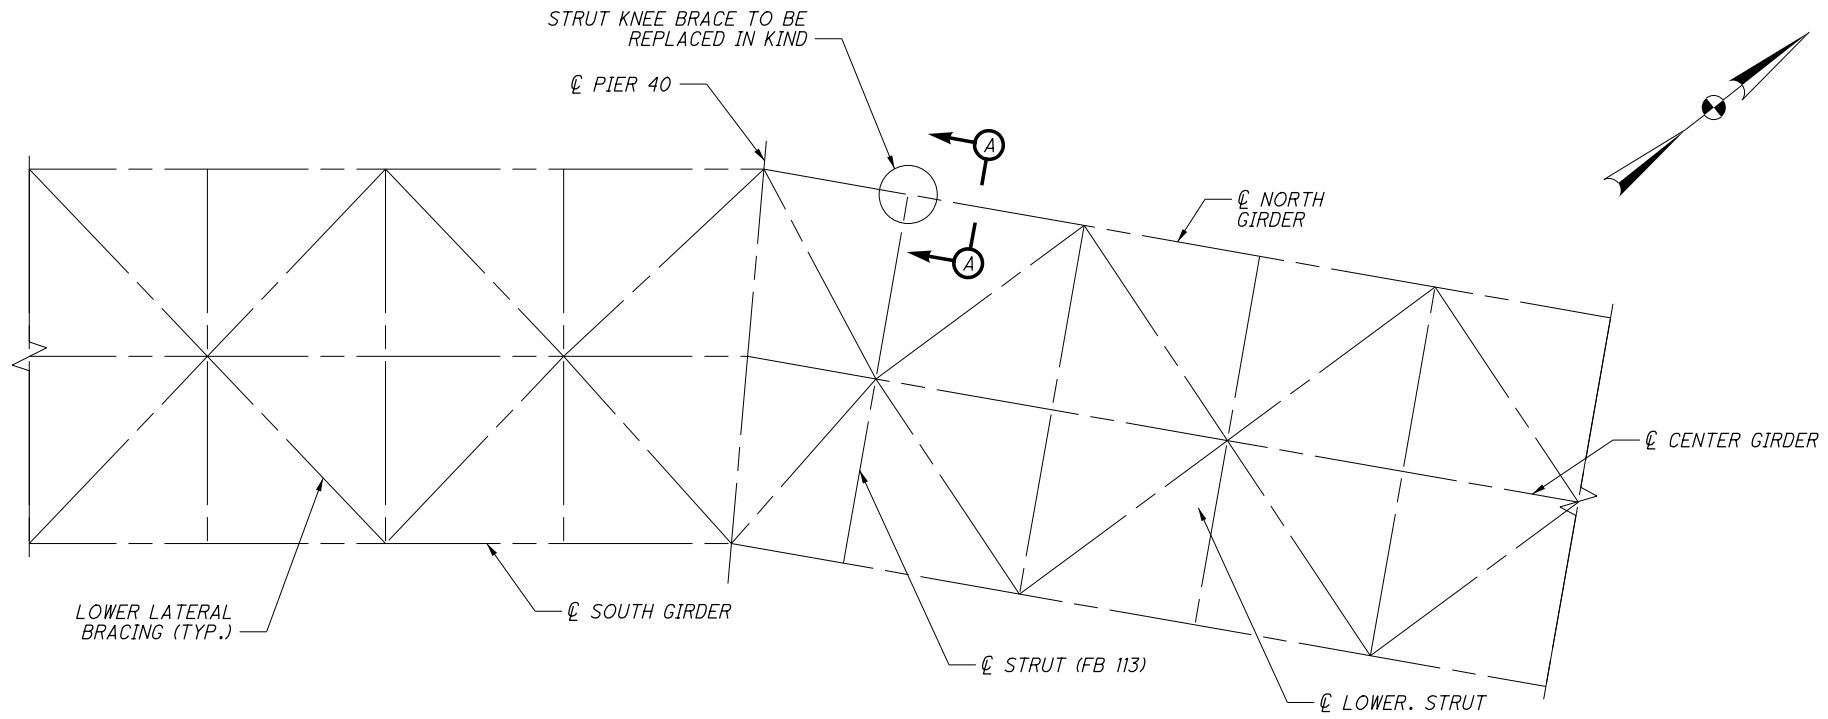 STRUT KNEE BRACE TO BE
REPLACED IN KIND
℄ PIER 40
A
A
℄ NORTH
GIRDER
℄ CENTER GIRDER
LOWER LATERAL
BRACING (TYP.)
℄ SOUTH GIRDER
℄ STRUT (FB 113)
℄ LOWER. STRUT